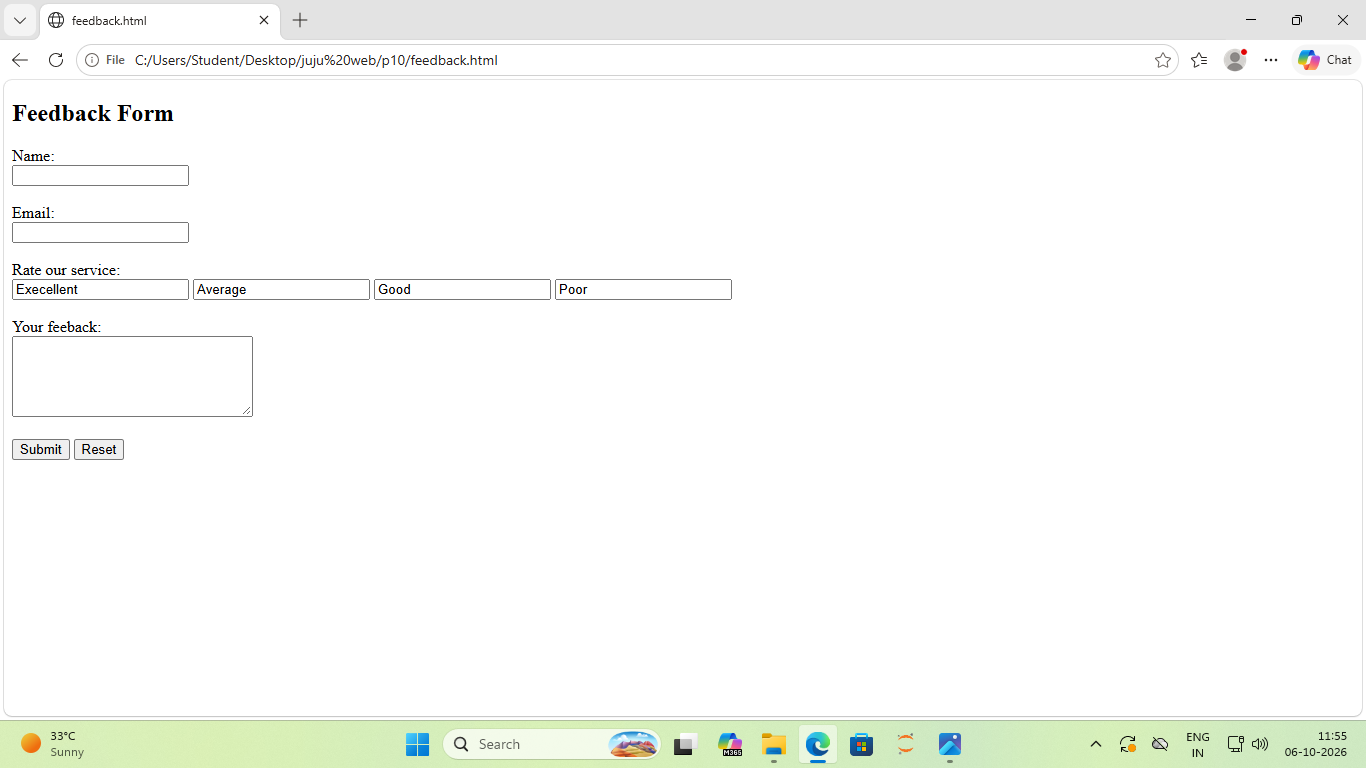 feedback.html
File C:/Users/Student/Desktop/juju%20web/p10/feedback.html
Chat
Feedback Form
Name:
Email:
Rate our service:
Execellent Average Good Poor
Your feeback:
Submit Reset
33°C
Sunny
Search
M365
ENG
IN
11:55
06-10-2026